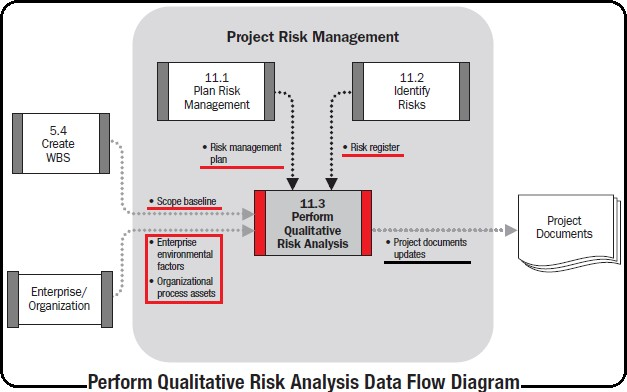 Project Risk Management
11.1
Plan Risk
Management
11.2
Identify
Risks
5.4
Create
WBS
• Risk management
plan
• Risk register
• Scope baseline
11.3
Perform
Qualitative
Risk Analysis
• Enterprise
environmental
factors
• Organizational
process assets
• Project documents
updates
Project
Documents
Enterprise/
Organization
Perform Qualitative Risk Analysis Data Flow Diagram